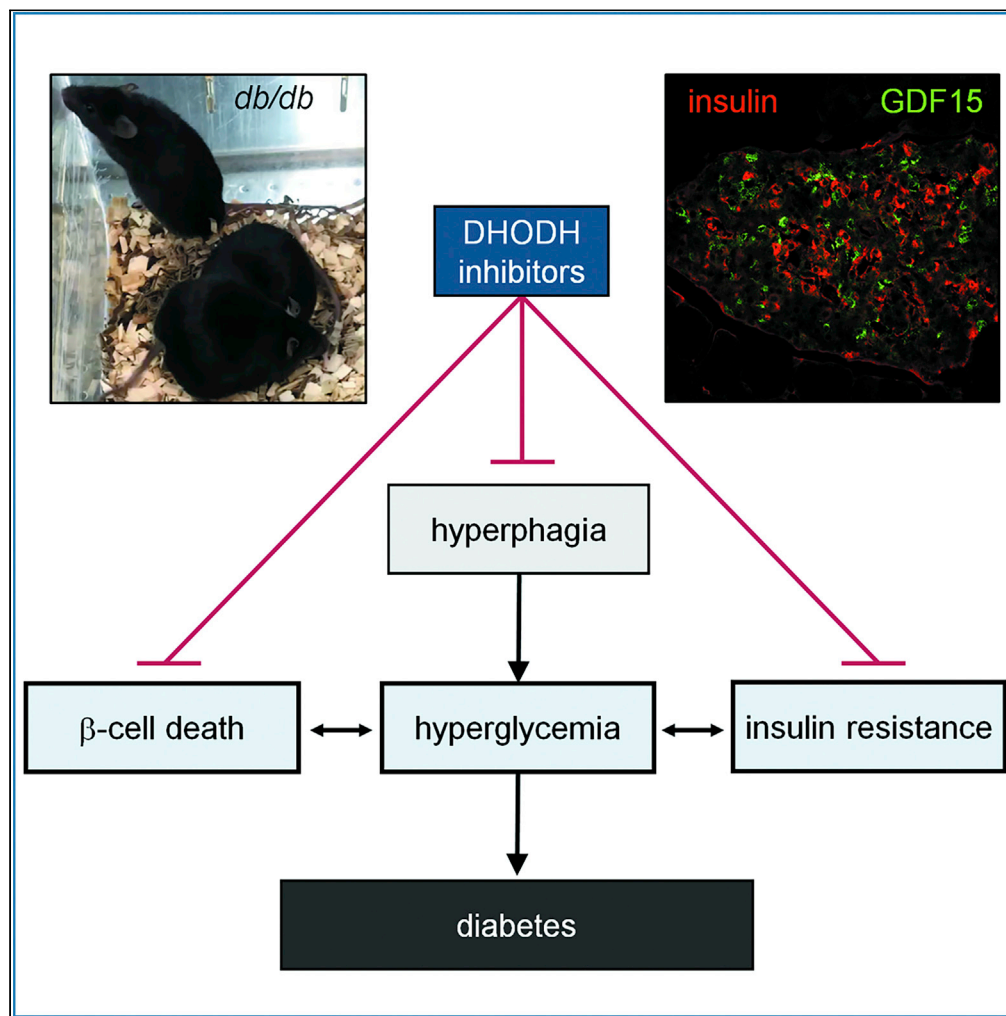 db/db
insulin GDF15
DHODH
inhibitors
hyperphagia
β-cell death
hyperglycemia
insulin resistance
diabetes